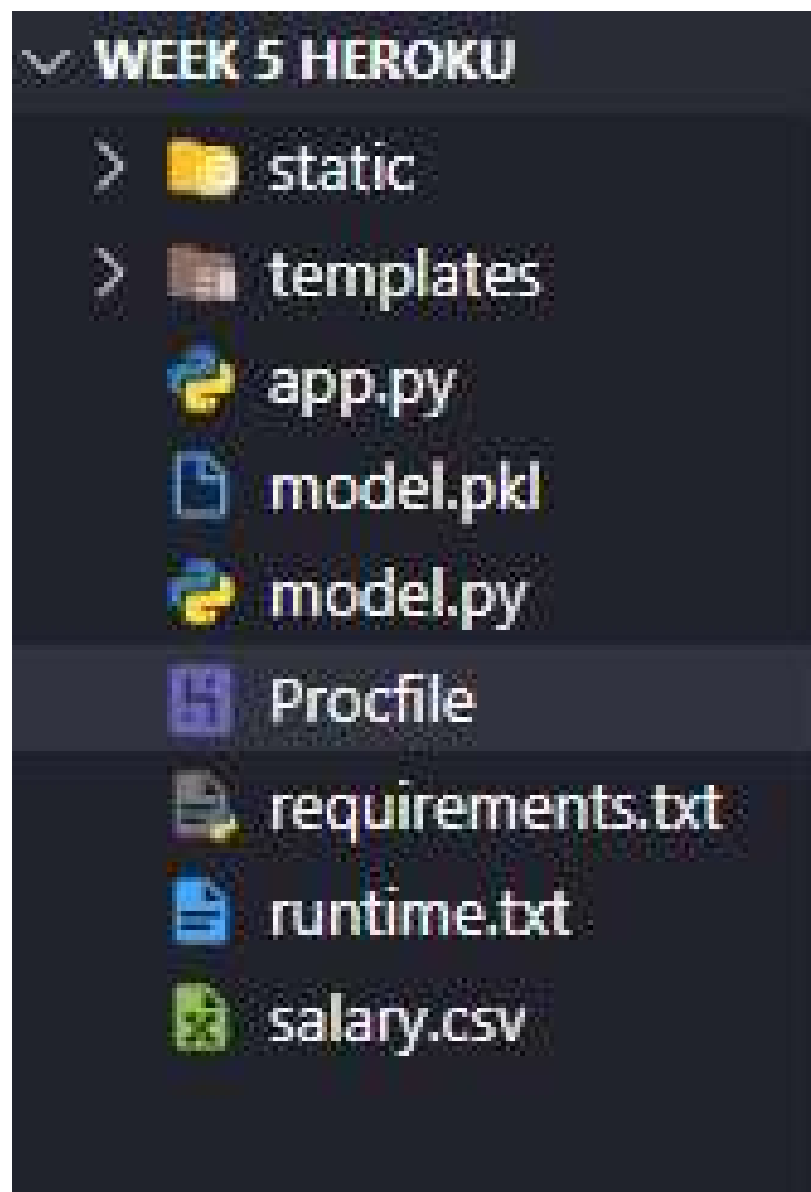 WEEK 5 HEROKU
static
templates
app.py
model.pkl
model.py
Procfile
requirements.txt
runtime.txt
salary.csv